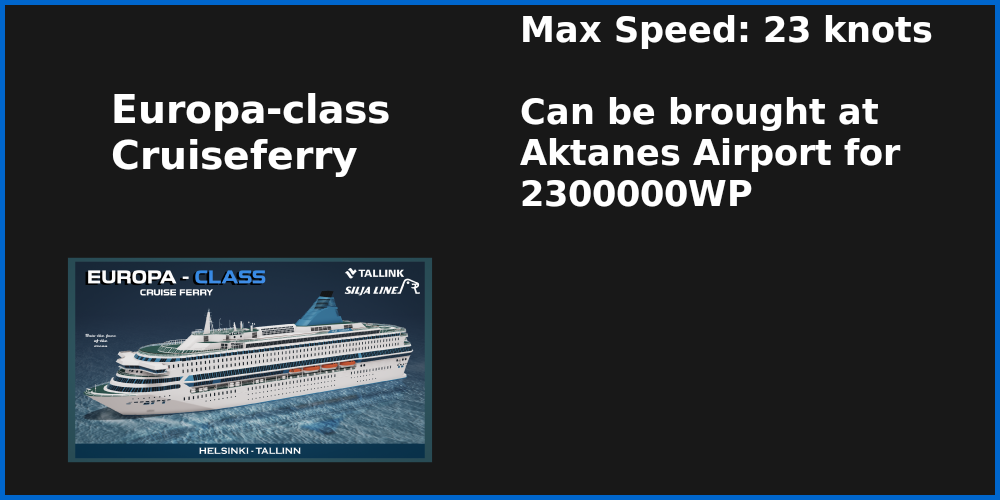 Max Speed: 23 knots
Europa-class
Cruiseferry
Can be brought at
Aktanes Airport for
2300000WP
EUROPA - CLASS
CRUISE FERRY
TALLINK
SILJA LINE
HELSINKI - TALLINN